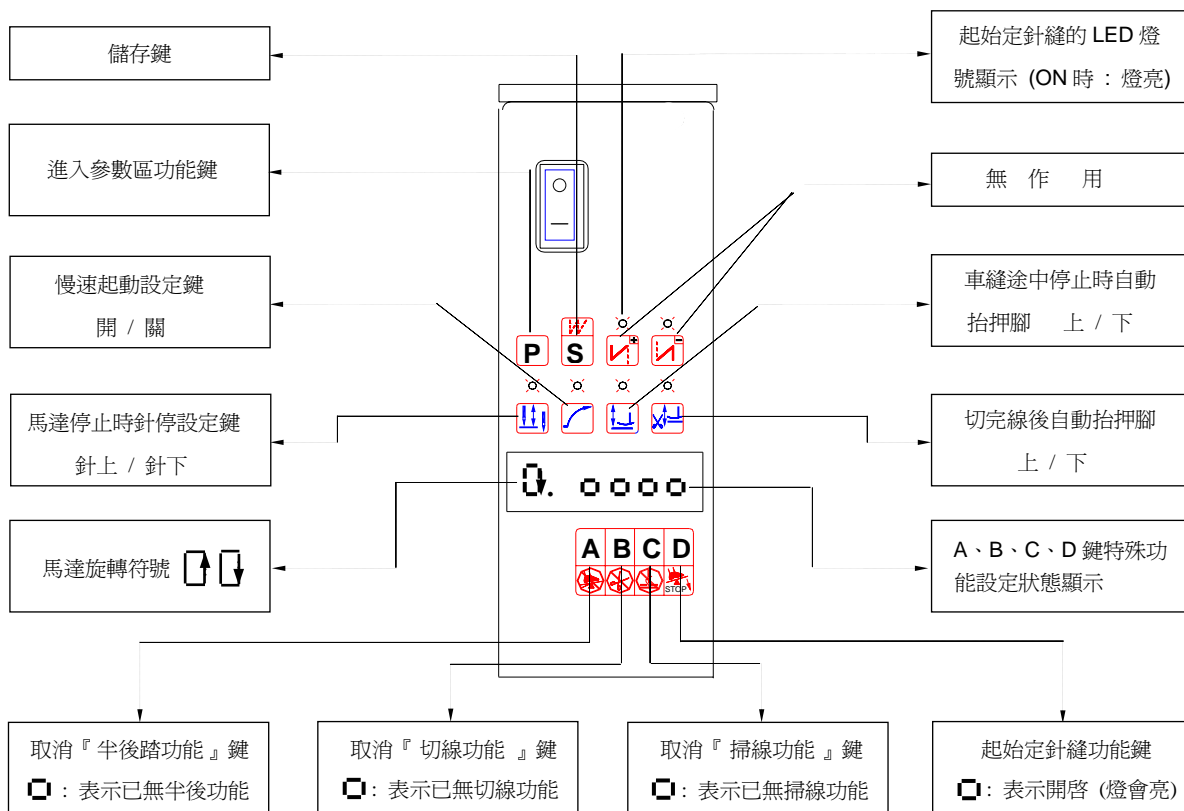 儲存鍵
起始定針縫的 LED 燈
號顯示 (ON 時 : 燈亮)
進入參數區功能鍵
無 作 用
慢速起動設定鍵
開 / 關
車縫途中停止時自動
抬押腳 上 / 下
W
P S + -
馬達停止時針停設定鍵
針上 / 針下
切完線後自動抬押腳
上 / 下
馬達旋轉符號
A、B、C、D 鍵特殊功
能設定狀態顯示
A B C D
STOP
取消『 半後踏功能 』鍵
: 表示已無半後功能
取消『 切線功能 』鍵
: 表示已無切線功能
取消『 掃線功能 』鍵
: 表示已無掃線功能
起始定針縫功能鍵
: 表示開啓 (燈會亮)